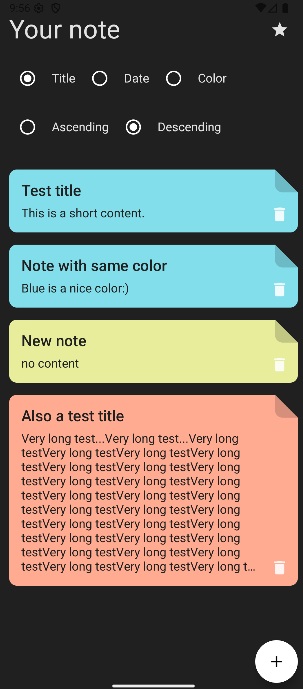 9:56
Your note
Title Date Color
Ascending Descending
Test title
This is a short content.
Note with same color
Blue is a nice color:)
New note
no content
Also a test title
Very long test...Very long test...Very long
testVery long testVery long testVery long
testVery long testVery long testVery long
testVery long testVery long testVery long
testVery long testVery long testVery long
testVery long testVery long testVery long
testVery long testVery long testVery long
testVery long testVery long testVery long
testVery long testVery long testVery long
testVery long testVery long testVery long t...